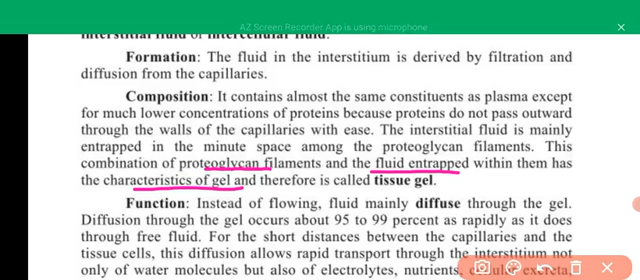 AZ Screen Recorder App is using microphone
interstitial fluid or intercellular fluid.
Formation: The fluid in the interstitium is derived by filtration and
diffusion from the capillaries.
Composition: It contains almost the same constituents as plasma except
for much lower concentrations of proteins because proteins do not pass outward
through the walls of the capillaries with ease. The interstitial fluid is mainly
entrapped in the minute space among the proteoglycan filaments. This
combination of proteoglycan filaments and the fluid entrapped within them has
the characteristics of gel and therefore is called tissue gel.
Function: Instead of flowing, fluid mainly diffuse through the gel.
Diffusion through the gel occurs about 95 to 99 percent as rapidly as it does
through free fluid. For the short distances between the capillaries and the
tissue cells, this diffusion allows rapid transport through the interstitium not
only of water molecules but also of electrolytes, nutrients, cellular excreta,